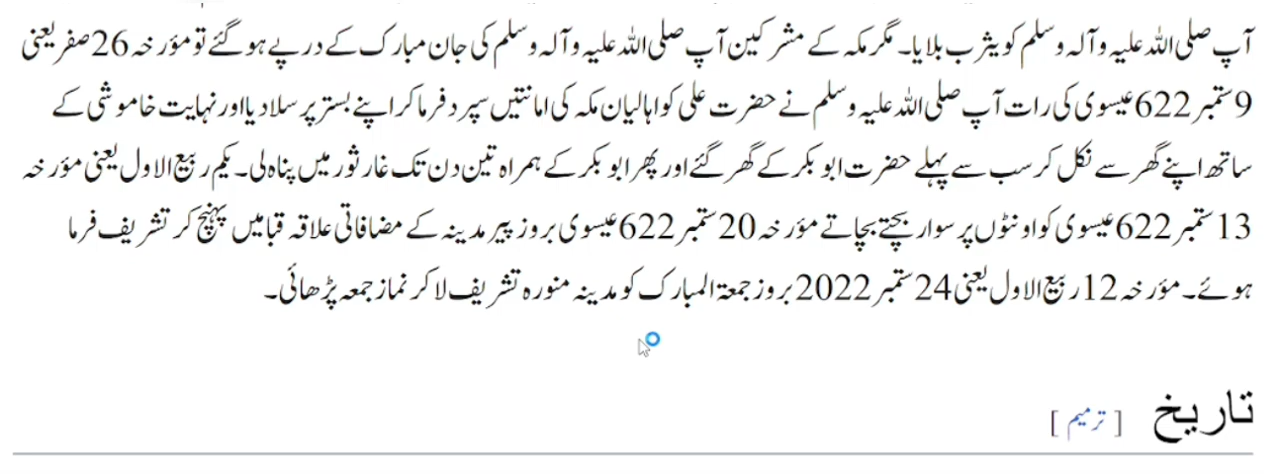 آپ صلی اللہ علیہ وآلہ وسلم کو یثرب بلایا۔ مگر مکہ کے مشرکین آپ صلی اللہ علیہ وآلہ وسلم کی جان مبارک کے درپے ہو گئے تو مؤرخہ 26 صفر یعنی
9 ستمبر 622 عیسوی کی رات آپ صلی اللہ علیہ وسلم نے حضرت علی کو اہالیان مکہ کی امانتیں سپرد فرما کر اپنے بستر پر سلا دیا اور نہایت خاموشی کے
ساتھ اپنے گھر سے نکل کر سب سے پہلے حضرت ابو بکر کے گھر گئے اور پھر ابو بکر کے ہمراہ تین دن تک غار ثور میں پناہ لی۔ یکم ربیع الاول یعنی مؤرخہ
13 ستمبر 622 عیسوی کو اونٹوں پر سوار بچتے بچاتے مؤرخہ 20 ستمبر 622 عیسوی بروز پیر مدینہ کے مضافاتی علاقہ قبا میں پہنچ کر تشریف فرما
ہوئے۔ مؤرخہ 12 ربیع الاول یعنی 24 ستمبر 2022 بروز جمعۃ المبارک کو مدینہ منورہ تشریف لا کر نماز جمعہ پڑھائی۔
تاریخ [ ترمیم ]